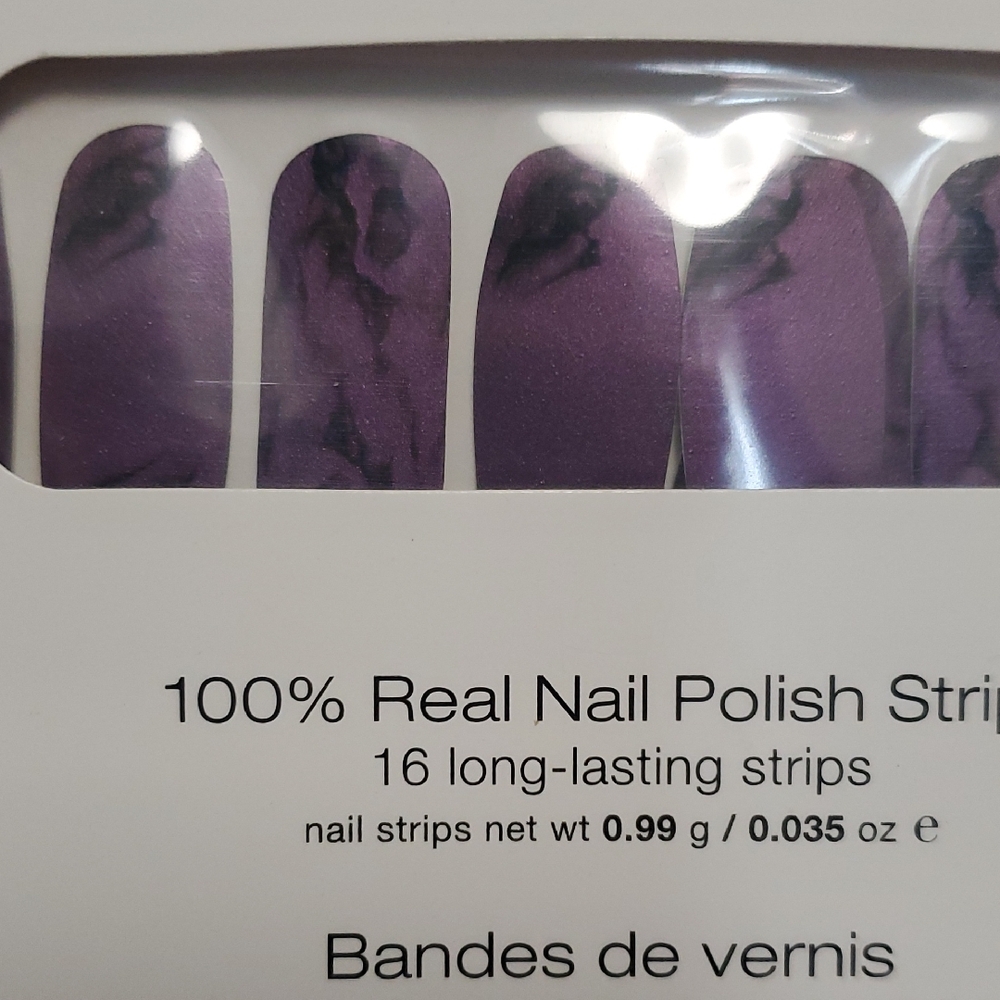 100% Real Nail Polish Strip
16 long-lasting strips
nail strips net wt 0.99 g / 0.035 oz e
Bandes de vernis